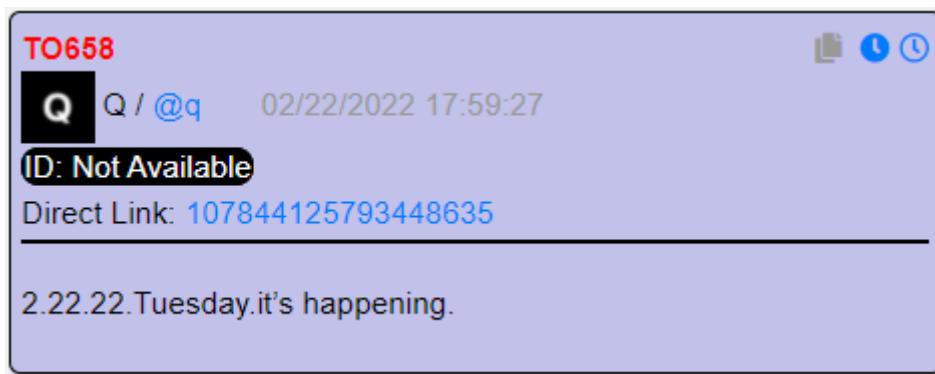 TO658
Q Q / @q 02/22/2022 17:59:27
ID: Not Available
Direct Link: 107844125793448635
2.22.22.Tuesday.it’s happening.